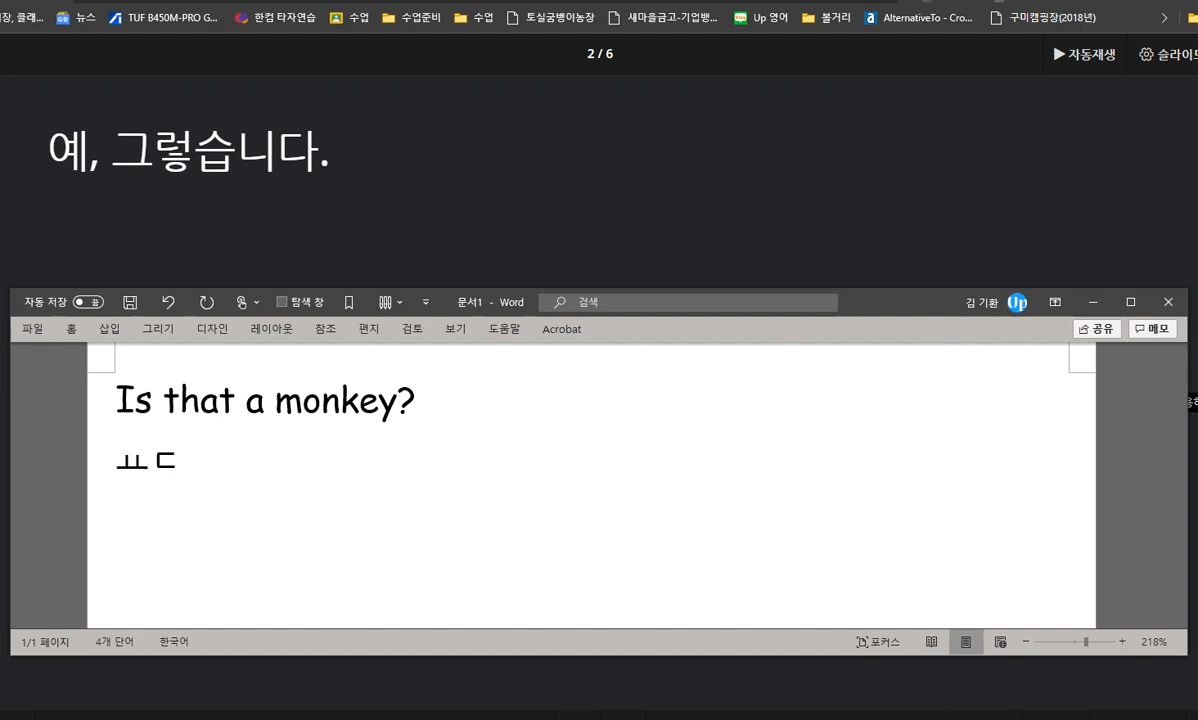 장, 클래... 뉴스 TUF B450M-PRO G... 한컴 타자연습 수업 수업준비 수업 토실굼벵이농장 새마을금고-기업뱅... Up 영어 볼거리 AlternativeTo - Cro... 구미캠핑장(2018년)
2 / 6 자동재생 슬라이드
예, 그렇습니다.
자동 저장 끔 탐색 창 문서1 - Word 검색 김 기환 Up
파일 홈 삽입 그리기 디자인 레이아웃 참조 편지 검토 보기 도움말 Acrobat 공유 메모
Is that a monkey?
ㅛㄷ
1/1 페이지 4개 단어 한국어 포커스 218%